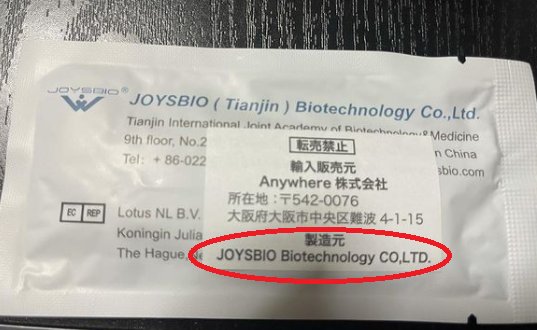 JOYSBIO®
JOYSBIO ( Tianjin ) Biotechnology Co.,Ltd.
Tianjin International Joint Academy of Biotechnology&Medicine
9th floor, No.2
n China
Tel: + 86-022
sbio.com
転売禁止
輸入販売元
Anywhere 株式会社
所在地:〒542-0076
大阪府大阪市中央区難波 4-1-15
製造元
JOYSBIO Biotechnology CO,LTD.
EC REP
Lotus NL B.V.
Koningin Julia
The Hague,